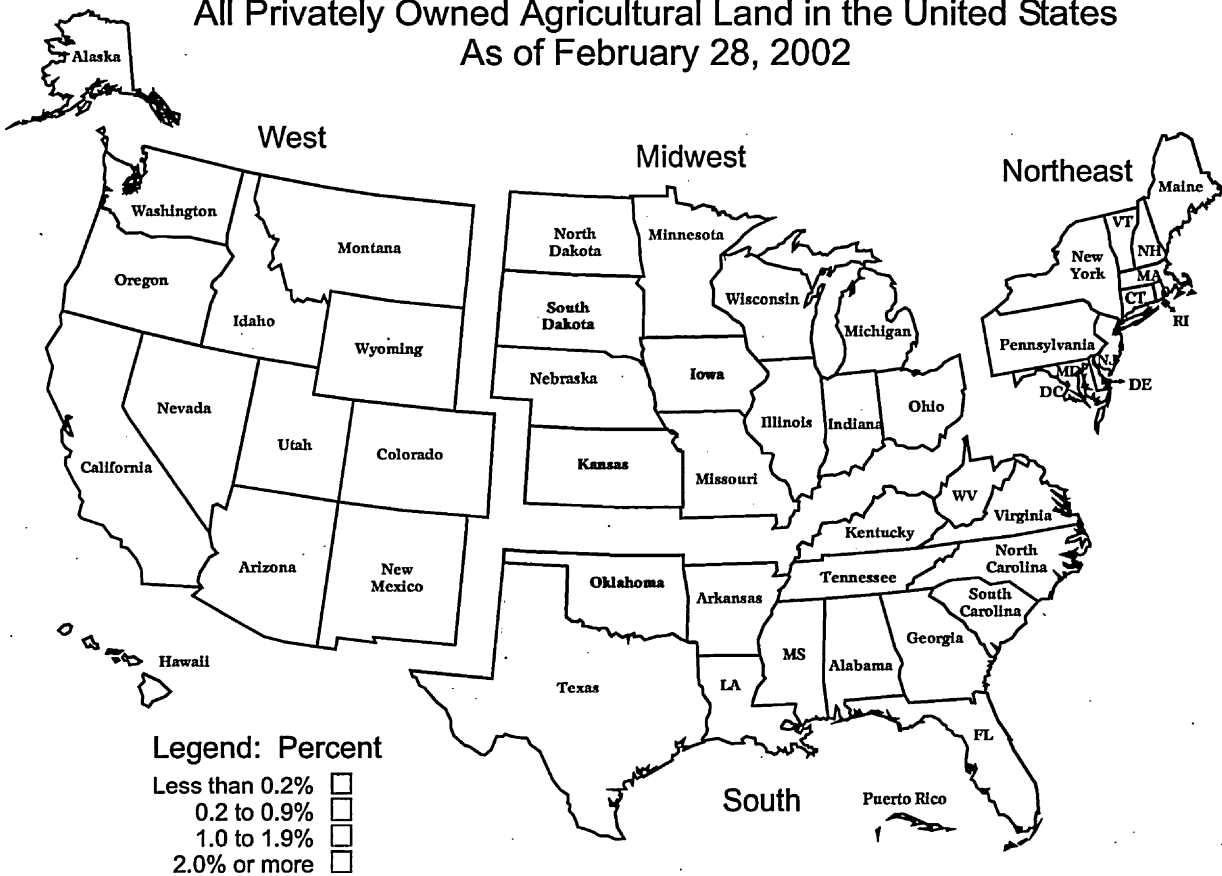 All Privately Owned Agricultural Land in the United States
As of February 28, 2002
Alaska
West
Midwest
Northeast
Maine
Washington
Montana
North
Dakota
Minnesota
VT
NH
New
York
MA
Oregon
CT
RI
Idaho
South
Dakota
Wisconsin
Michigan
Wyoming
Pennsylvania
NJ
Nebraska
Iowa
MD
DE
DC
Nevada
Utah
Colorado
Illinois
Indiana
Ohio
California
Kansas
Missouri
WV
Virginia
Kentucky
Arizona
New
Mexico
Oklahoma
Arkansas
Tennessee
North
Carolina
South
Carolina
Hawaii
Texas
LA
MS
Alabama
Georgia
FL
Legend: Percent
Less than 0.2%
0.2 to 0.9%
1.0 to 1.9%
2.0% or more
South
Puerto Rico